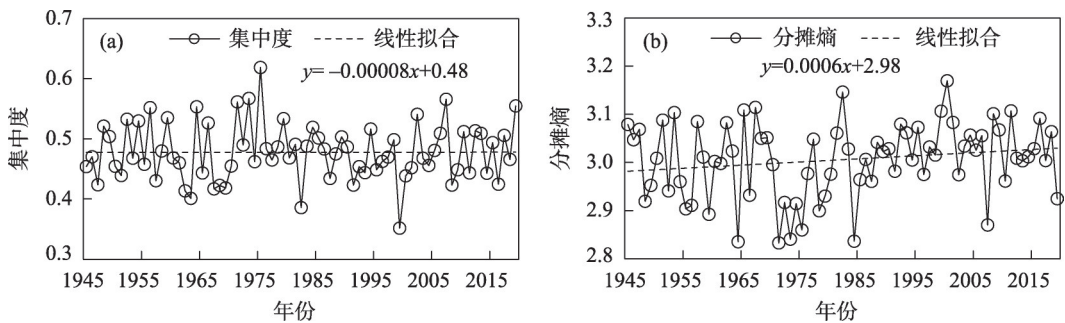 0.7
0.6
0.5
0.4
0.3
集中度
(a)
集中度
线性拟合
y= –0.00008x+0.48
1945 1955 1965 1975 1985 1995 2005 2015
年份
3.3
3.2
3.1
3.0
2.9
2.8
分摊熵
(b)
分摊熵
线性拟合
y=0.0006x+2.98
1945 1955 1965 1975 1985 1995 2005 2015
年份